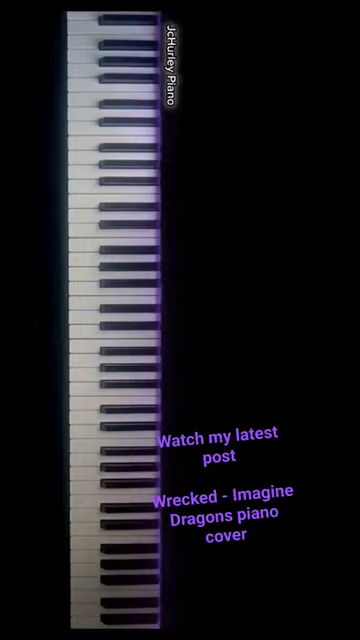 JcHurley Piano
Watch my latest
post
Wrecked - Imagine
Dragons piano
cover